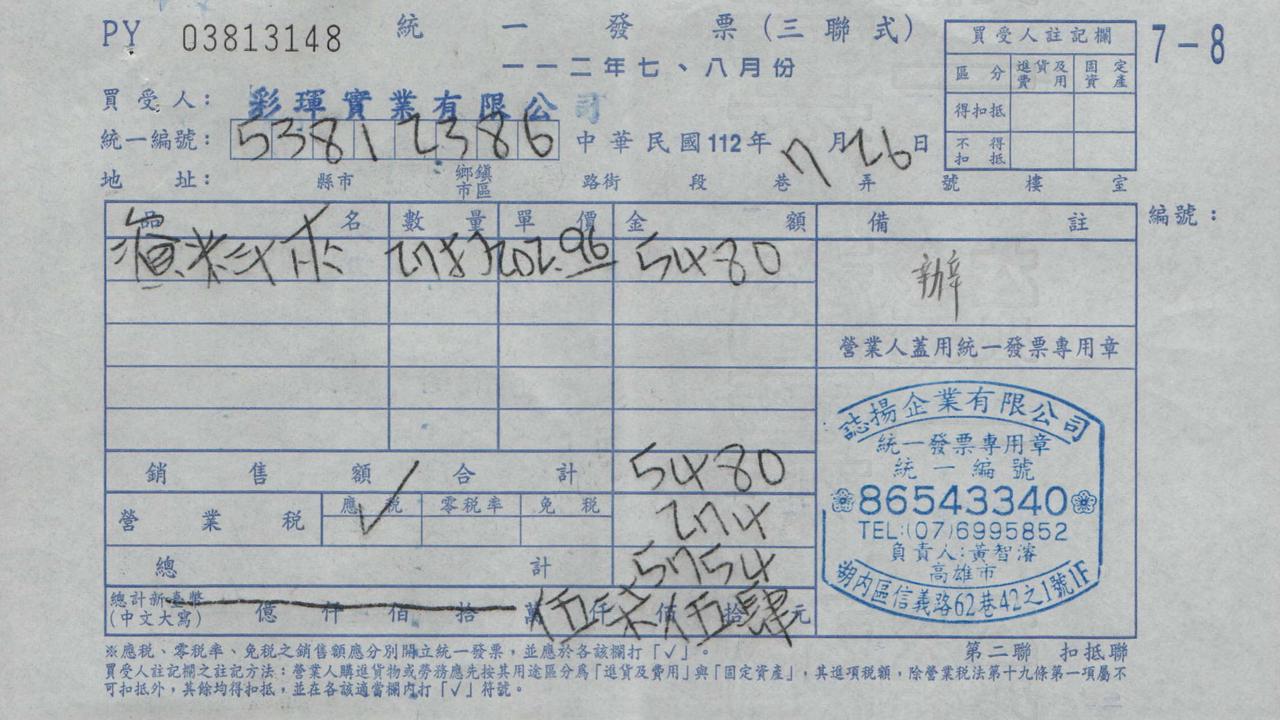 PY 03813148
統一發票(三聯式)
7-8
一一二年七、八月份
買受人註記欄
區分 進貨及費用 固定資產
得扣抵
不得扣抵
買受人: 彩琿實業有限公司
統一編號: 53812386 中華民國112年7月26日
地址: 縣市 鄉鎮市區 路街 段 巷 弄 號 樓 室
品名 數量 單價 金額 備註
編號:
27 202.96 5480
辦
營業人蓋用統一發票專用章
誌揚企業有限公司
統一發票專用章
統一編號
86543340
TEL:(07)6995852
負責人:黃智濬
高雄市
湖內區信義路62巷42之1號1F
銷售額合計 5480
營業稅 應稅 ✓ 零稅率 免稅 274
總計 5754
總計新臺幣(中文大寫) 億 仟 佰 拾 萬 伍仟柒佰伍拾肆元
第二聯 扣抵聯
※應稅、零稅率、免稅之銷售額應分別開立統一發票,並應於各該欄打「✓」。
買受人註記欄之註記方法:營業人購進貨物或勞務應先按其用途區分爲「進貨及費用」與「固定資產」,其進項稅額,除營業稅法第十九條第一項屬不
可扣抵外,其餘均得扣抵,並在各該適當欄內打「✓」符號。